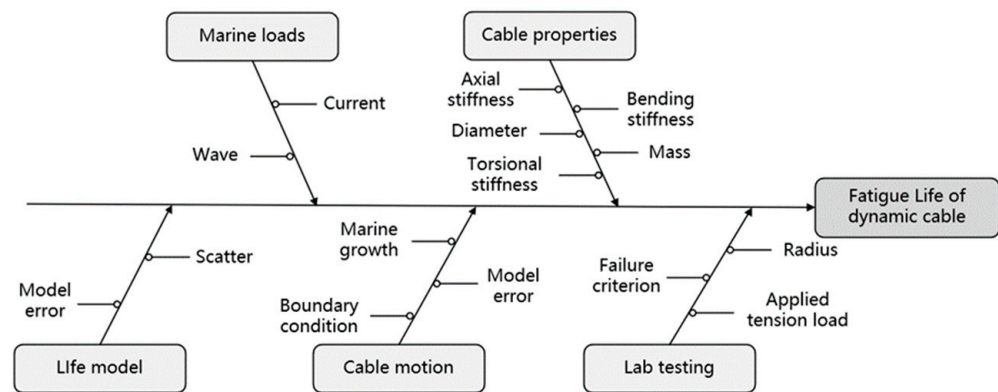 Marine loads
Cable properties
Axial
stiffness
Current
Bending
stiffness
Diameter
Wave
Mass
Torsional
stiffness
Fatigue Life of
dynamic cable
Marine
growth
Scatter
Radius
Failure
criterion
Model
error
Model
error
Boundary
condition
Applied
tension load
LIfe model
Cable motion
Lab testing